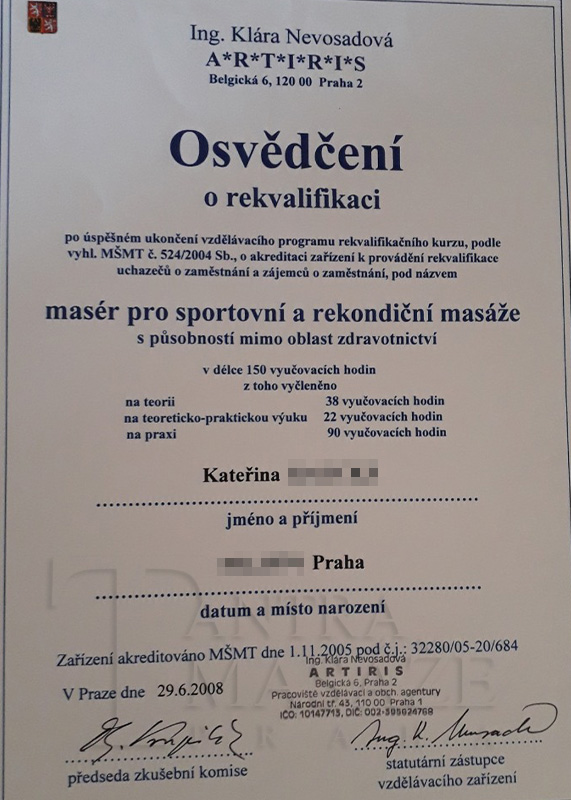 Ing. Klára Nevosadová
A*R*T*I*R*I*S
Belgická 6, 120 00 Praha 2
Osvědčení
o rekvalifikaci
po úspěšném ukončení vzdělávacího programu rekvalifikačního kurzu, podle
vyhl. MŠMT č. 524/2004 Sb., o akreditaci zařízení k provádění rekvalifikace
uchazečů o zaměstnání a zájemců o zaměstnání, pod názvem
masér pro sportovní a rekondiční masáže
s působností mimo oblast zdravotnictví
v délce 150 vyučovacích hodin
z toho vyčleněno
na teorii 38 vyučovacích hodin
na teoreticko-praktickou výuku 22 vyučovacích hodin
na praxi 90 vyučovacích hodin
Kateřina
jméno a příjmení
Praha
datum a místo narození
TANTRA
Zařízení akreditováno MŠMT dne 1.11.2005 pod č.j.: 32280/05-20/684
Ing. Klára Nevosadová
ARTIRIS
Belgická 6, Praha 2
Pracoviště vzdělávací a obch. agentury
Národní tř. 43, 110 00 Praha 1
IČO: 10147713, DIČ: 002-395924768
V Praze dne 29.6.2008
předseda zkušební komise
statutární zástupce
vzdělávacího zařízení